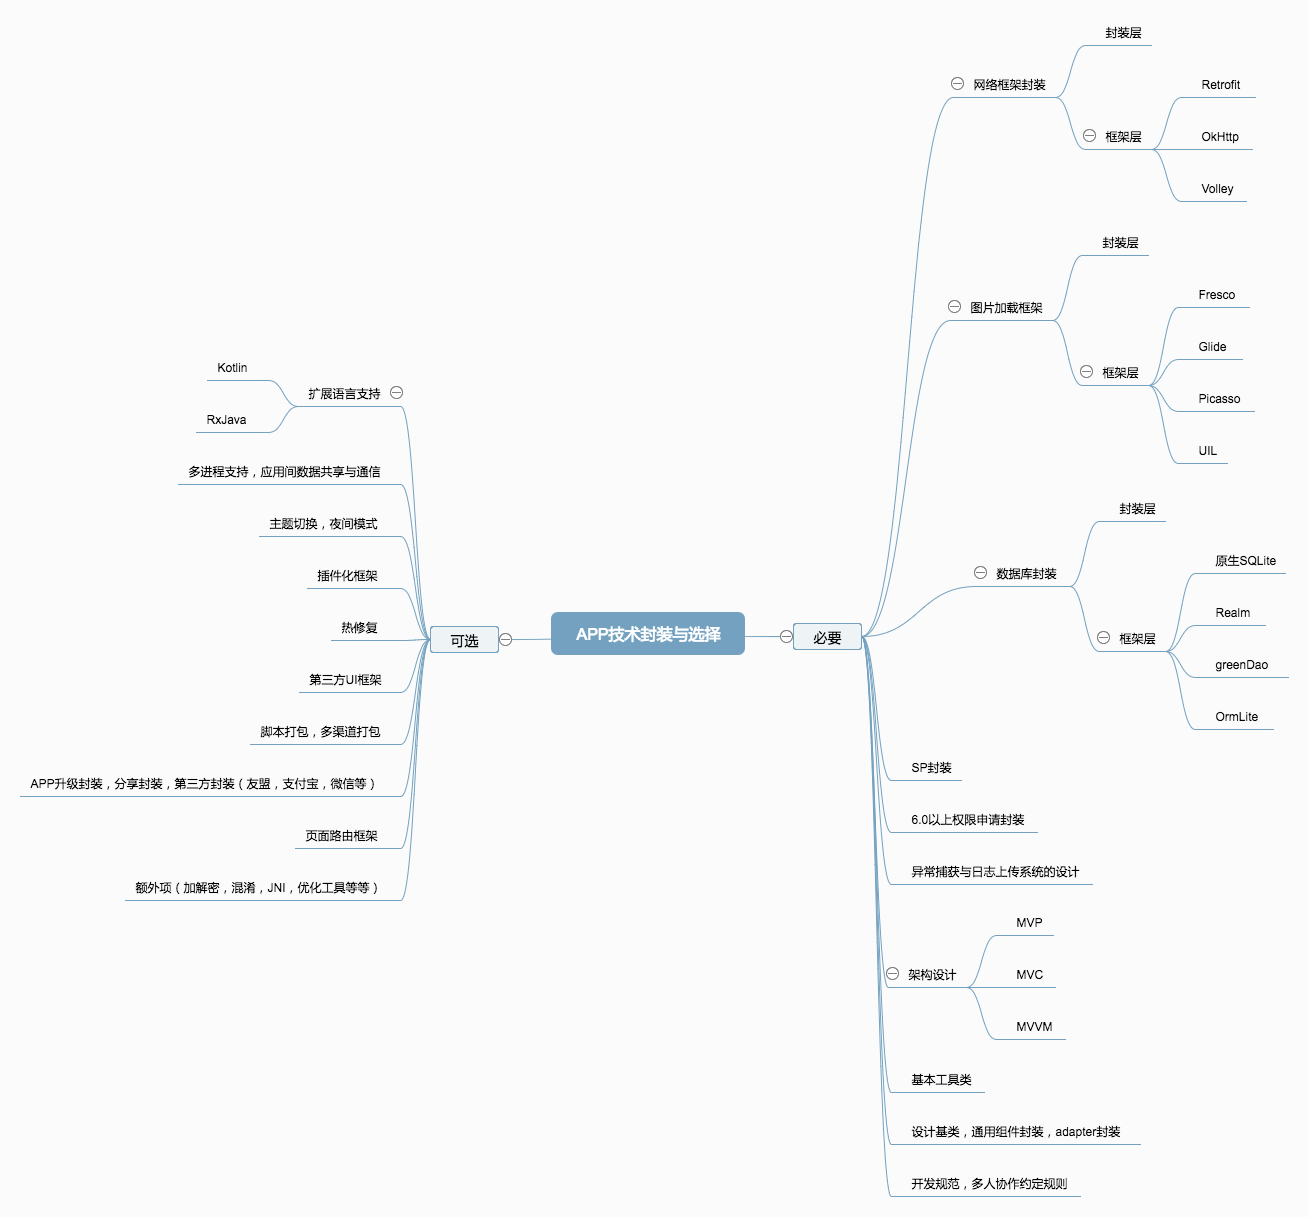 APP技术封装与选择
必要
网络框架封装
封装层
框架层
Retrofit
OkHttp
Volley
图片加载框架
封装层
框架层
Fresco
Glide
Picasso
UIL
数据库封装
封装层
框架层
原生SQLite
Realm
greenDao
OrmLite
SP封装
6.0以上权限申请封装
异常捕获与日志上传系统的设计
架构设计
MVP
MVC
MVVM
基本工具类
设计基类，通用组件封装，adapter封装
开发规范，多人协作约定规则
可选
扩展语言支持
Kotlin
RxJava
多进程支持，应用间数据共享与通信
主题切换，夜间模式
插件化框架
热修复
第三方UI框架
脚本打包，多渠道打包
APP升级封装，分享封装，第三方封装（友盟，支付宝，微信等）
页面路由框架
额外项（加解密，混淆，JNI，优化工具等等）